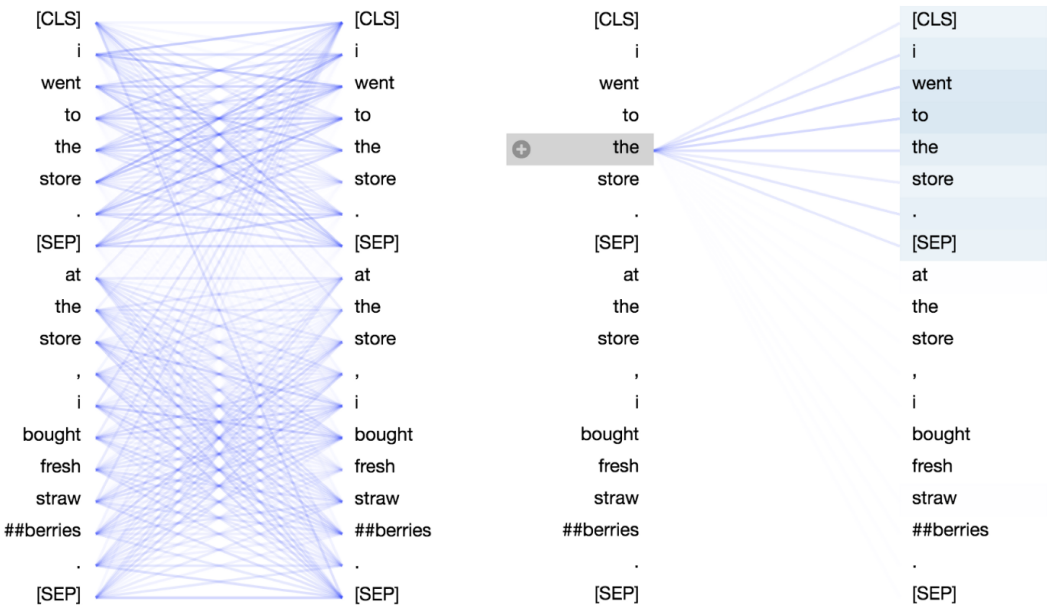 [CLS] [CLS] [CLS] [CLS]
i i i i
went went went went
to to to to
the the the the
store store store store
. . . .
[SEP] [SEP] [SEP] [SEP]
at at at at
the the the the
store store store store
, , , ,
i i i i
bought bought bought bought
fresh fresh fresh fresh
straw straw straw straw
##berries ##berries ##berries ##berries
. . . .
[SEP] [SEP] [SEP] [SEP]